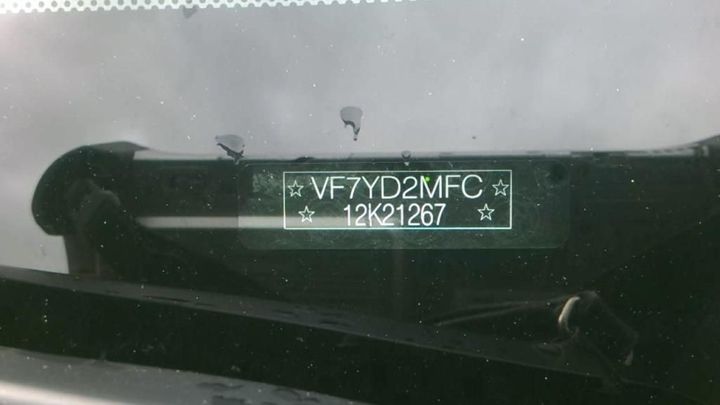 ☆ VF7YD2MFC ☆
☆ 12K21267 ☆